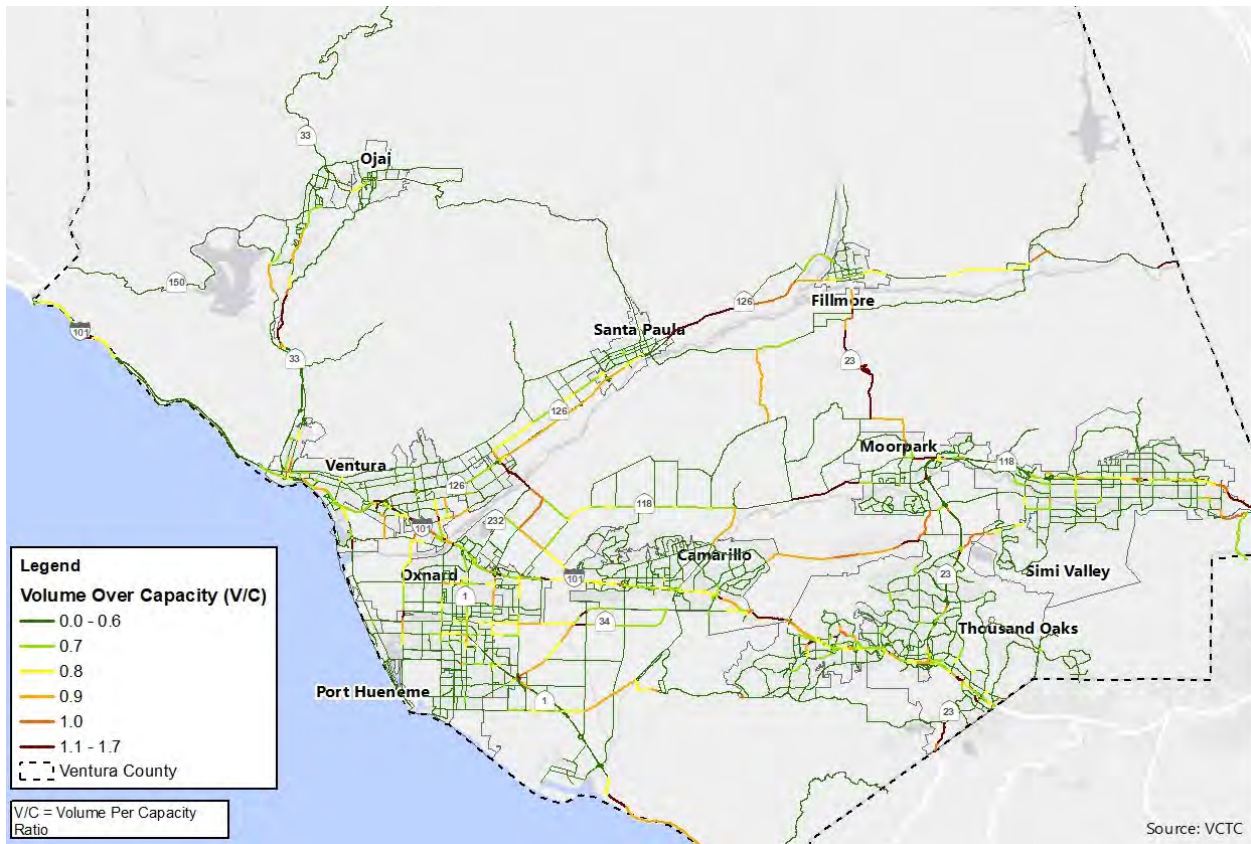 33
Ojai
150
101
126
Fillmore
Santa Paula
33
23
126
Moorpark
118
Ventura
126
118
232
101
Camarillo
Oxnard
101
Simi Valley
23
1
34
Thousand Oaks
Port Hueneme
1
23
Legend
Volume Over Capacity (V/C)
0.0 - 0.6
0.7
0.8
0.9
1.0
1.1 - 1.7
Ventura County
V/C = Volume Per Capacity
Ratio
Source: VCTC